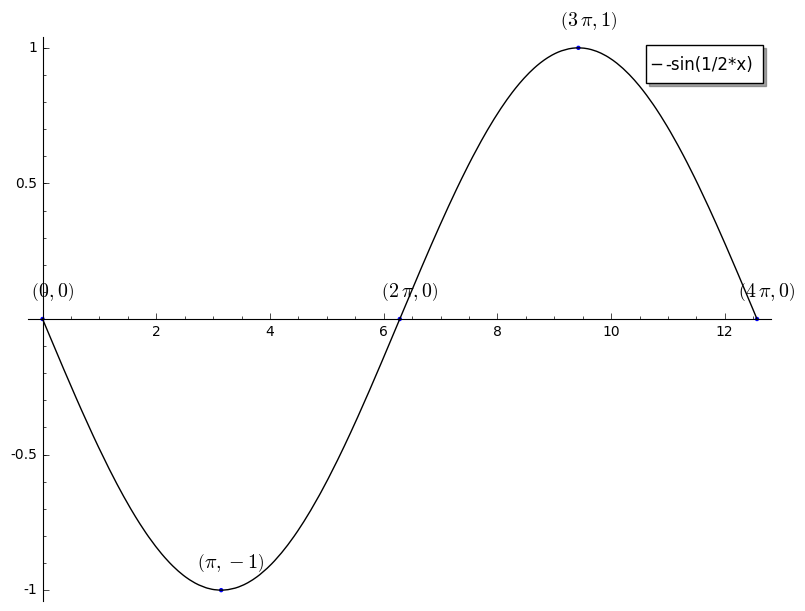 (3π, 1)
1
-sin(1/2*x)
0.5
(0, 0)
(2π, 0)
(4π, 0)
2
4
6
8
10
12
-0.5
(π, −1)
-1